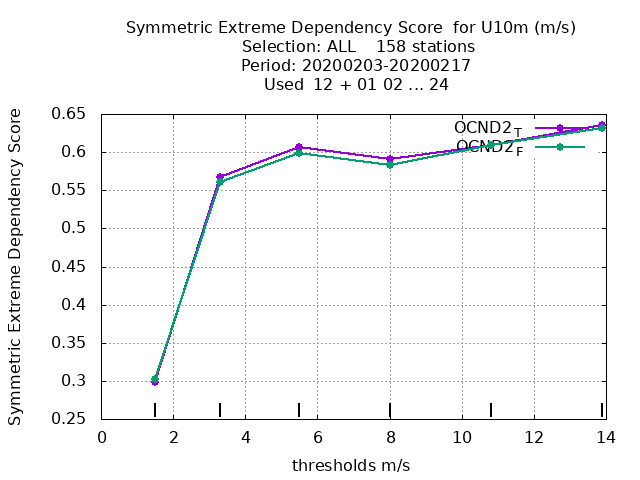 Symmetric Extreme Dependency Score  for U10m (m/s)
Selection: ALL    158 stations
Period: 20200203-20200217
Used  12 + 01 02 ... 24
Symmetric Extreme Dependency Score
0.65
0.6
0.55
0.5
0.45
0.4
0.35
0.3
0.25
OCND2T
OCND2F
0 2 4 6 8 10 12 14
thresholds m/s